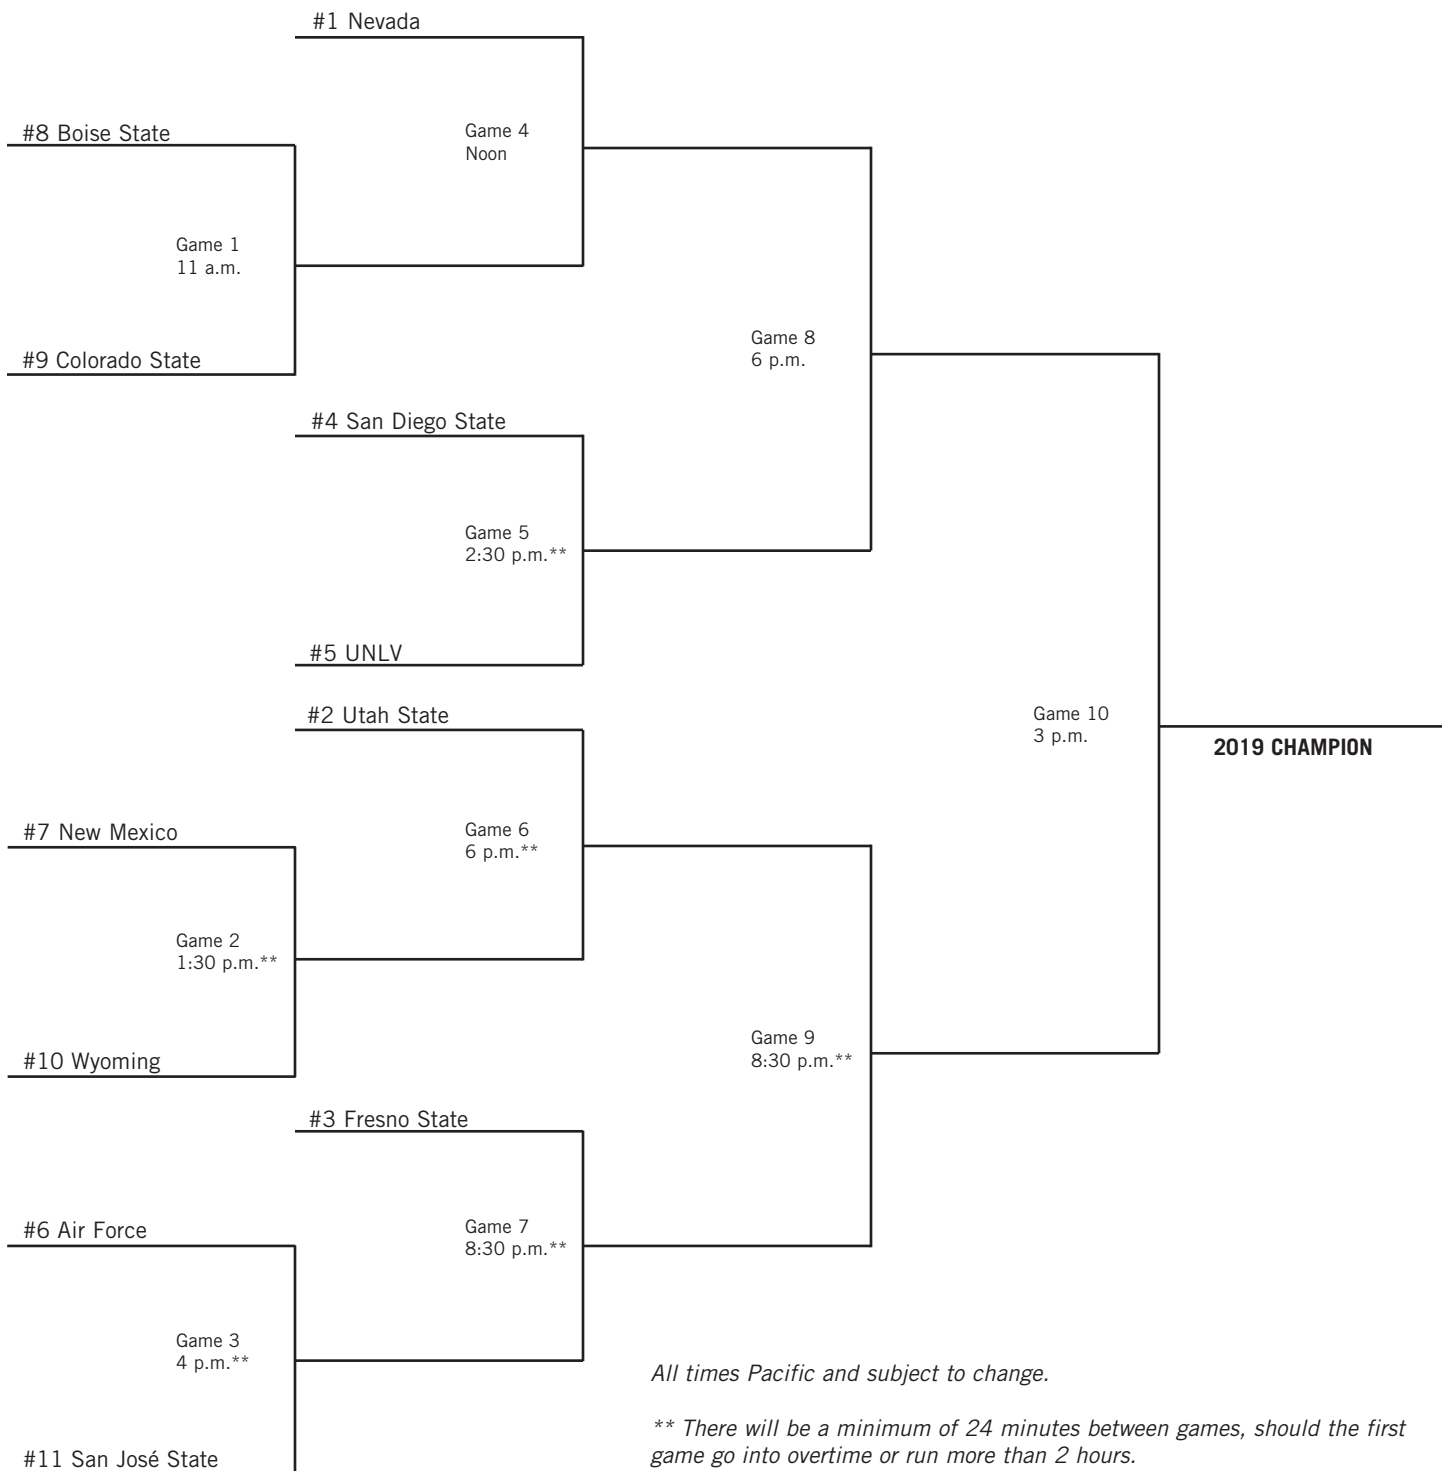 #1 Nevada
#8 Boise State
Game 4
Noon
Game 1
11 a.m.
Game 8
6 p.m.
#9 Colorado State
#4 San Diego State
Game 5
2:30 p.m.**
#5 UNLV
#2 Utah State
Game 10
3 p.m.
2019 CHAMPION
#7 New Mexico
Game 6
6 p.m.**
Game 2
1:30 p.m.**
Game 9
8:30 p.m.**
#10 Wyoming
#3 Fresno State
#6 Air Force
Game 7
8:30 p.m.**
Game 3
4 p.m.**
All times Pacific and subject to change.
** There will be a minimum of 24 minutes between games, should the first
game go into overtime or run more than 2 hours.
#11 San José State